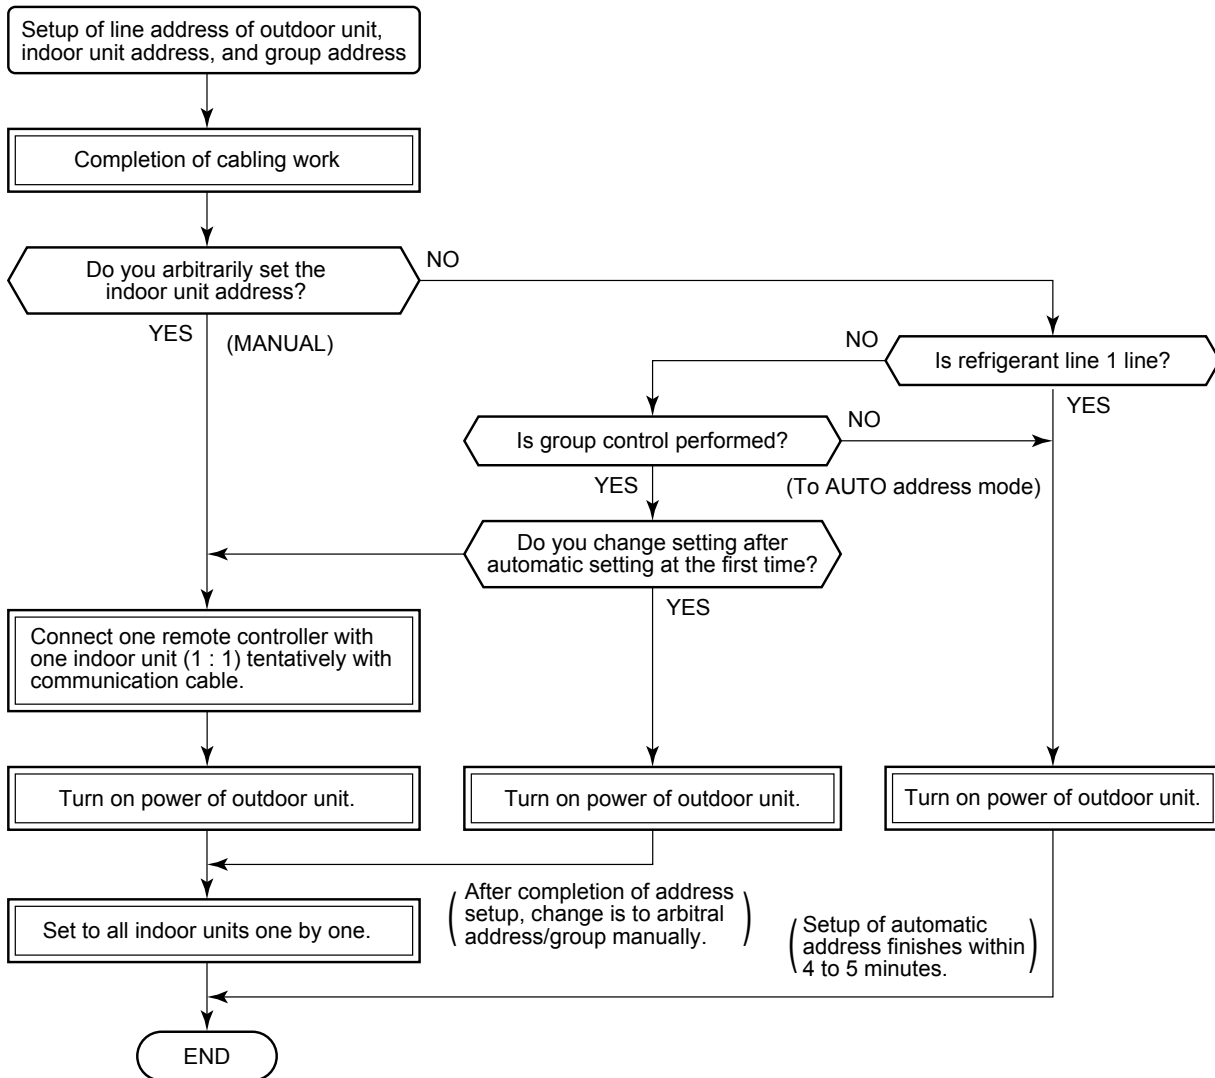 Setup of line address of outdoor unit,
indoor unit address, and group address
Completion of cabling work
Do you arbitrarily set the
indoor unit address?
NO
YES
(MANUAL)
NO
Is refrigerant line 1 line?
YES
Is group control performed?
NO
YES
(To AUTO address mode)
Do you change setting after
automatic setting at the first time?
YES
Connect one remote controller with
one indoor unit (1 : 1) tentatively with
communication cable.
Turn on power of outdoor unit.
Turn on power of outdoor unit.
Turn on power of outdoor unit.
(After completion of address
setup, change is to arbitral
address/group manually.)
Set to all indoor units one by one.
(Setup of automatic
address finishes within
4 to 5 minutes.)
END